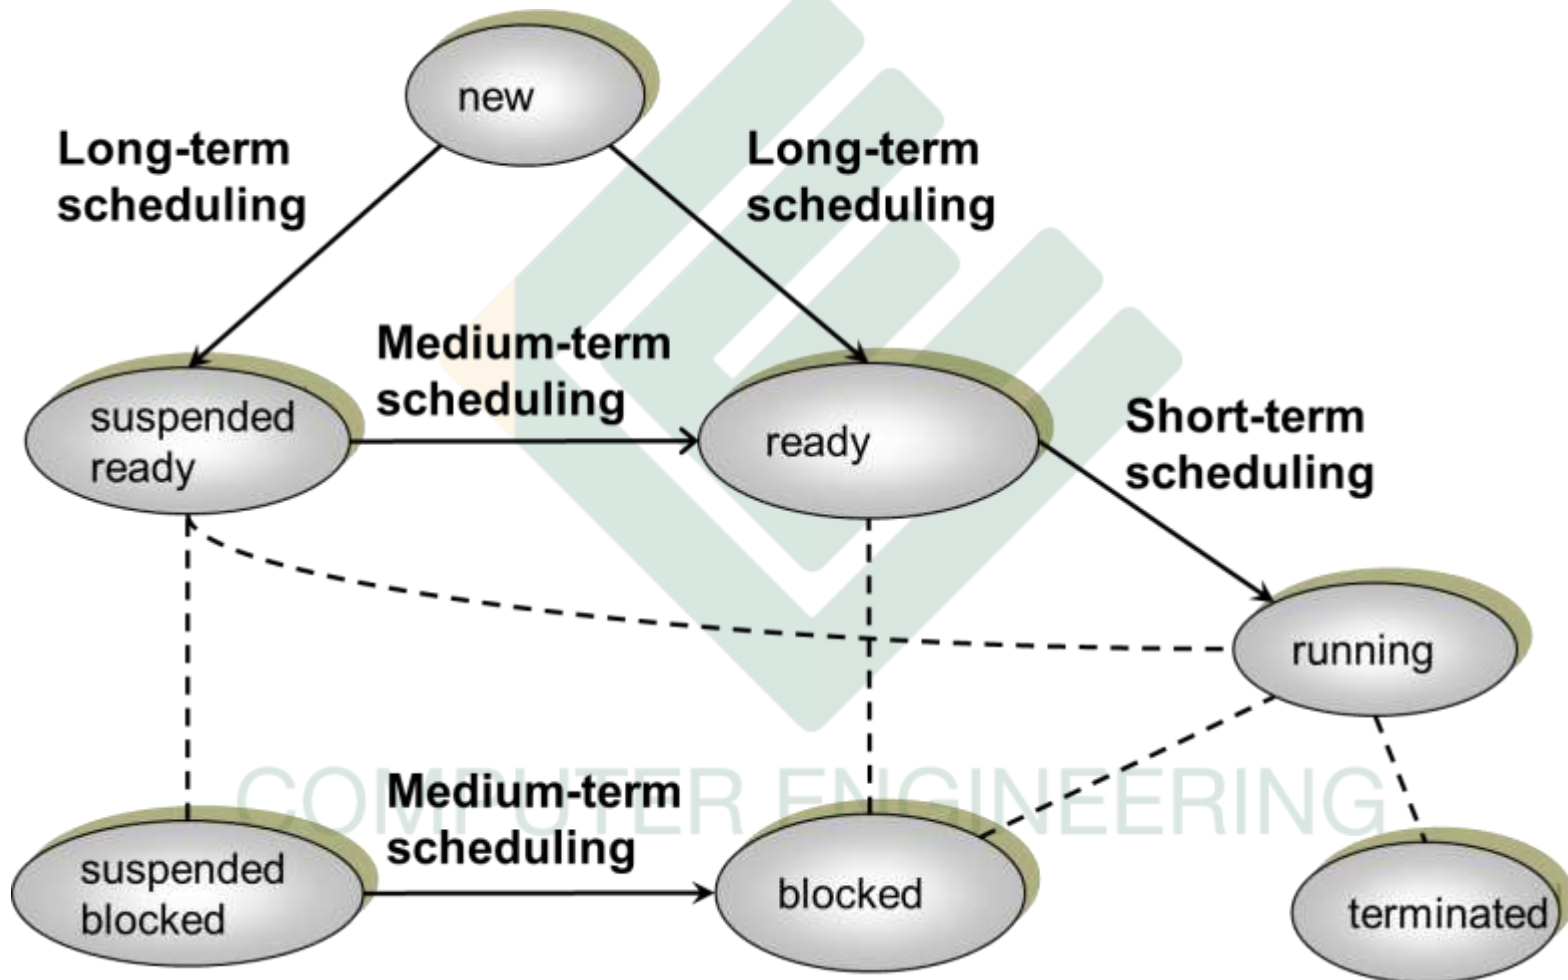 new
Long-term
scheduling
Long-term
scheduling
Medium-term
scheduling
suspended
ready
ready
Short-term
scheduling
running
COMPUTER ENGINEERING
Medium-term
scheduling
suspended
blocked
blocked
terminated